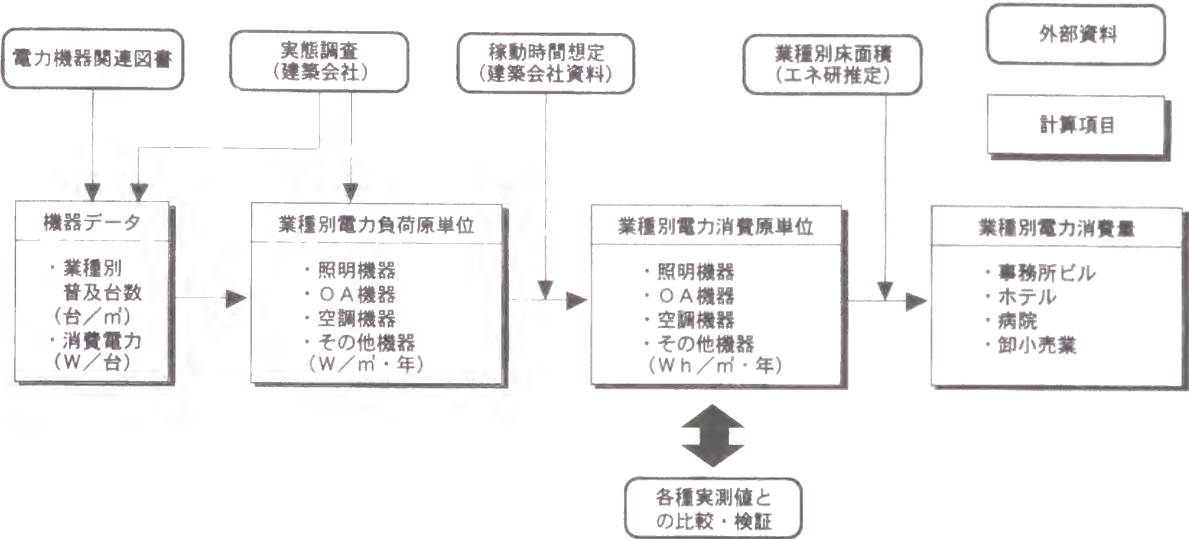 電力機器関連図書
実態調査
(建築会社)
稼動時間想定
(建築会社資料)
業種別床面積
(エネ研推定)
外部資料
計算項目
機器データ
・業種別
普及台数
(台/㎡)
・消費電力
(W/台)
業種別電力負荷原単位
・照明機器
・OA機器
・空調機器
・その他機器
(W/㎡・年)
業種別電力消費原単位
・照明機器
・OA機器
・空調機器
・その他機器
(Wh/㎡・年)
業種別電力消費量
・事務所ビル
・ホテル
・病院
・卸小売業
各種実測値と
の比較・検証